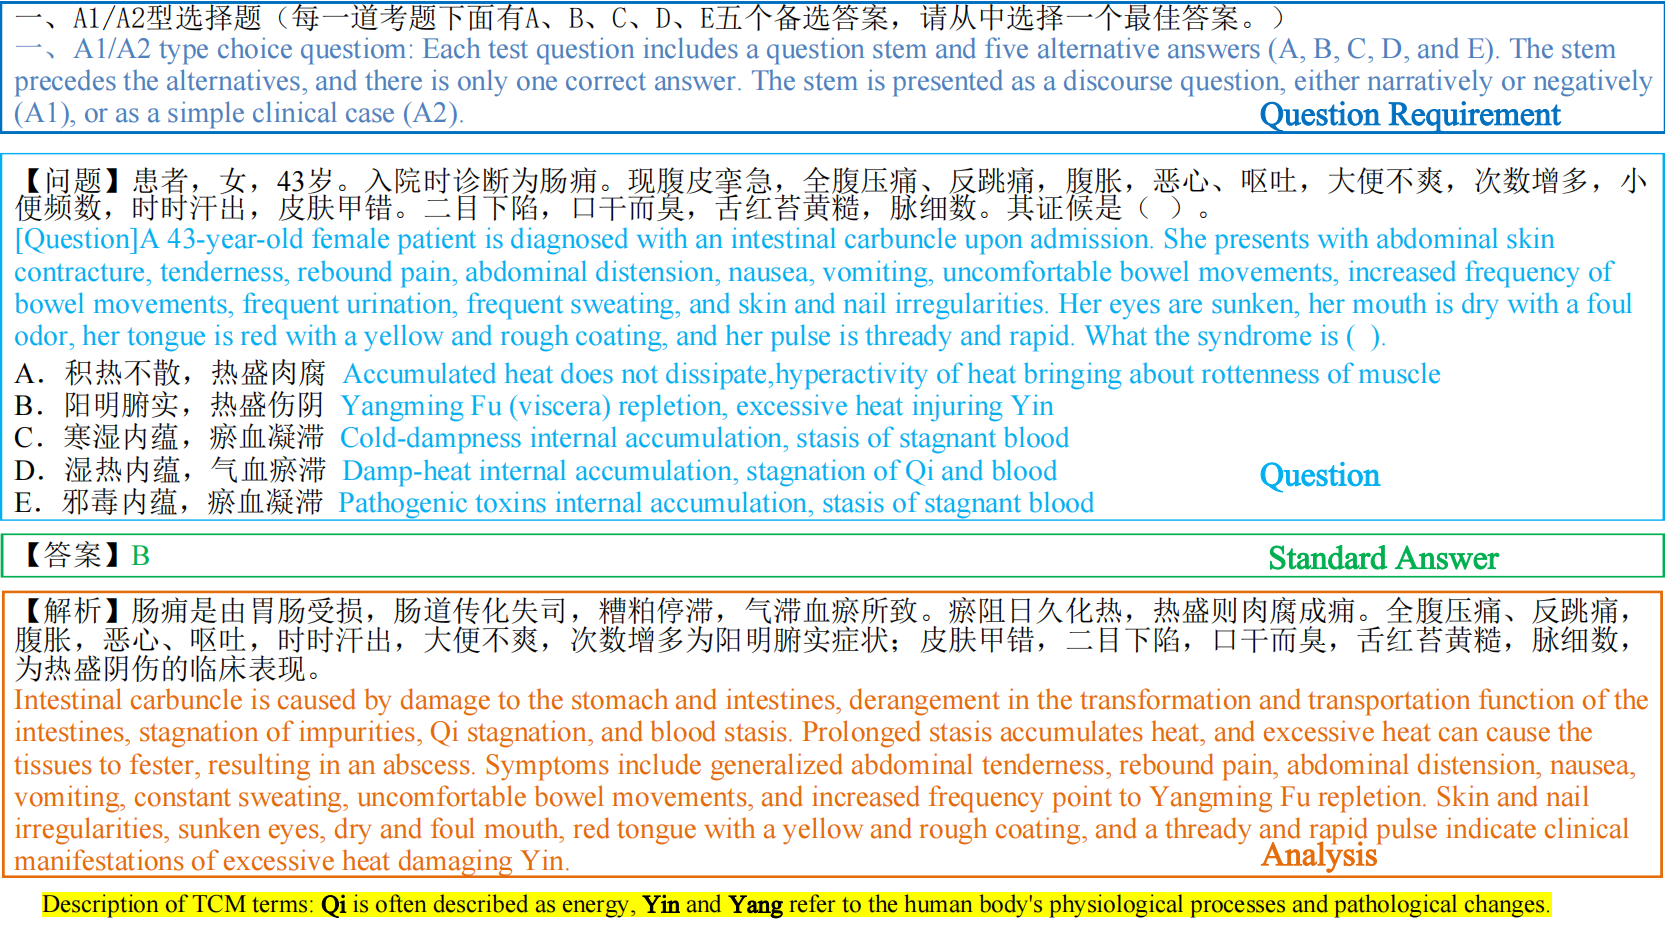 一、A1/A2型选择题（每一道考题下面有A、B、C、D、E五个备选答案，请从中选择一个最佳答案。）
一、A1/A2 type choice questiom: Each test question includes a question stem and five alternative answers (A, B, C, D, and E). The stem
precedes the alternatives, and there is only one correct answer. The stem is presented as a discourse question, either narratively or negatively
(A1), or as a simple clinical case (A2).
Question Requirement
【问题】患者，女，43岁。入院时诊断为肠痈。现腹皮挛急，全腹压痛、反跳痛，腹胀，恶心、呕吐，大便不爽，次数增多，小
便频数，时时汗出，皮肤甲错。二目下陷，口干而臭，舌红苔黄糙，脉细数。其证候是（ ）。
[Question]A 43-year-old female patient is diagnosed with an intestinal carbuncle upon admission. She presents with abdominal skin
contracture, tenderness, rebound pain, abdominal distension, nausea, vomiting, uncomfortable bowel movements, increased frequency of
bowel movements, frequent urination, frequent sweating, and skin and nail irregularities. Her eyes are sunken, her mouth is dry with a foul
odor, her tongue is red with a yellow and rough coating, and her pulse is thready and rapid. What the syndrome is ( ).
A．积热不散，热盛肉腐 Accumulated heat does not dissipate,hyperactivity of heat bringing about rottenness of muscle
B．阳明腑实，热盛伤阴 Yangming Fu (viscera) repletion, excessive heat injuring Yin
C．寒湿内蕴，瘀血凝滞 Cold-dampness internal accumulation, stasis of stagnant blood
D．湿热内蕴，气血瘀滞 Damp-heat internal accumulation, stagnation of Qi and blood
E．邪毒内蕴，瘀血凝滞 Pathogenic toxins internal accumulation, stasis of stagnant blood
Question
【答案】B
Standard Answer
【解析】肠痈是由胃肠受损，肠道传化失司，糟粕停滞，气滞血瘀所致。瘀阻日久化热，热盛则肉腐成痈。全腹压痛、反跳痛，
腹胀，恶心、呕吐，时时汗出，大便不爽，次数增多为阳明腑实症状；皮肤甲错，二目下陷，口干而臭，舌红苔黄糙，脉细数，
为热盛阴伤的临床表现。
Intestinal carbuncle is caused by damage to the stomach and intestines, derangement in the transformation and transportation function of the
intestines, stagnation of impurities, Qi stagnation, and blood stasis. Prolonged stasis accumulates heat, and excessive heat can cause the
tissues to fester, resulting in an abscess. Symptoms include generalized abdominal tenderness, rebound pain, abdominal distension, nausea,
vomiting, constant sweating, uncomfortable bowel movements, and increased frequency point to Yangming Fu repletion. Skin and nail
irregularities, sunken eyes, dry and foul mouth, red tongue with a yellow and rough coating, and a thready and rapid pulse indicate clinical
manifestations of excessive heat damaging Yin.
Analysis
Description of TCM terms: Qi is often described as energy, Yin and Yang refer to the human body's physiological processes and pathological changes.